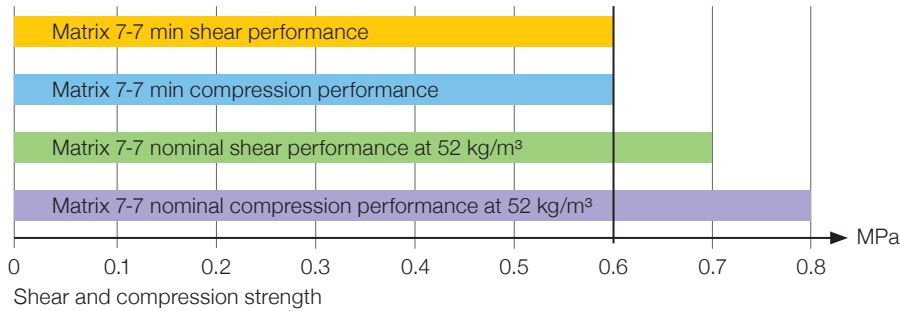 Matrix 7-7 min shear performance
Matrix 7-7 min compression performance
Matrix 7-7 nominal shear performance at 52 kg/m³
Matrix 7-7 nominal compression performance at 52 kg/m³
MPa
0 0.1 0.2 0.3 0.4 0.5 0.6 0.7 0.8
Shear and compression strength